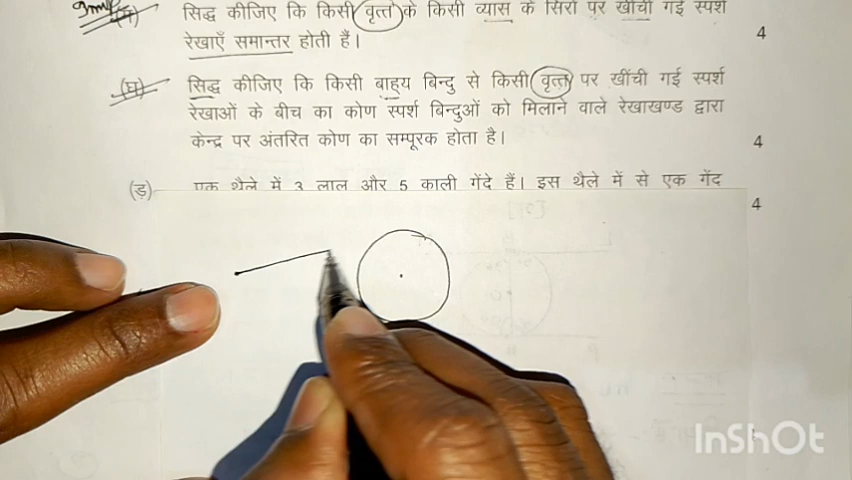 Imp (ग) सिद्ध कीजिए कि किसी वृत्त के किसी व्यास के सिरों पर खींची गई स्पर्श
रेखाएँ समान्तर होती हैं।
4
(घ) सिद्ध कीजिए कि किसी बाह्य बिन्दु से किसी वृत्त पर खींची गई स्पर्श
रेखाओं के बीच का कोण स्पर्श बिन्दुओं को मिलाने वाले रेखाखण्ड द्वारा
केन्द्र पर अंतरित कोण का सम्पूरक होता है।
4
(ड़) एक थैले में 3 लाल और 5 काली गेंदे हैं। इस थैले में से एक गेंद
4
InShOt